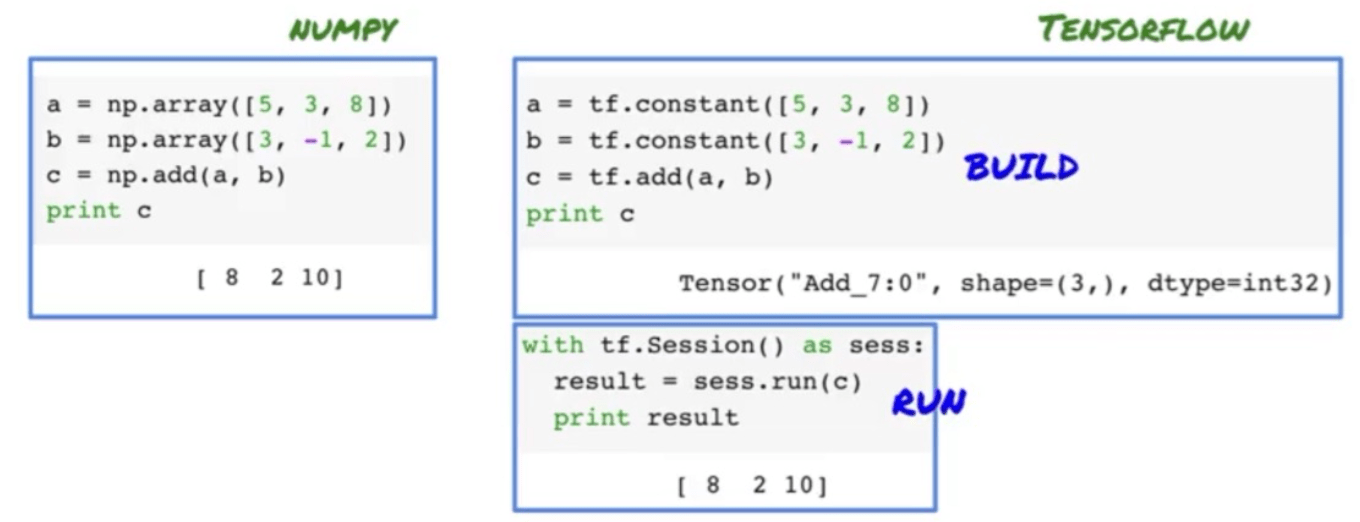 NUMPY
a = np.array([5, 3, 8])
b = np.array([3, -1, 2])
c = np.add(a, b)
print c
[ 8  2 10]
TENSORFLOW
a = tf.constant([5, 3, 8])
b = tf.constant([3, -1, 2])
c = tf.add(a, b)
print c
BUILD
Tensor("Add_7:0", shape=(3,), dtype=int32)
with tf.Session() as sess:
  result = sess.run(c)
  print result
RUN
[ 8  2 10]